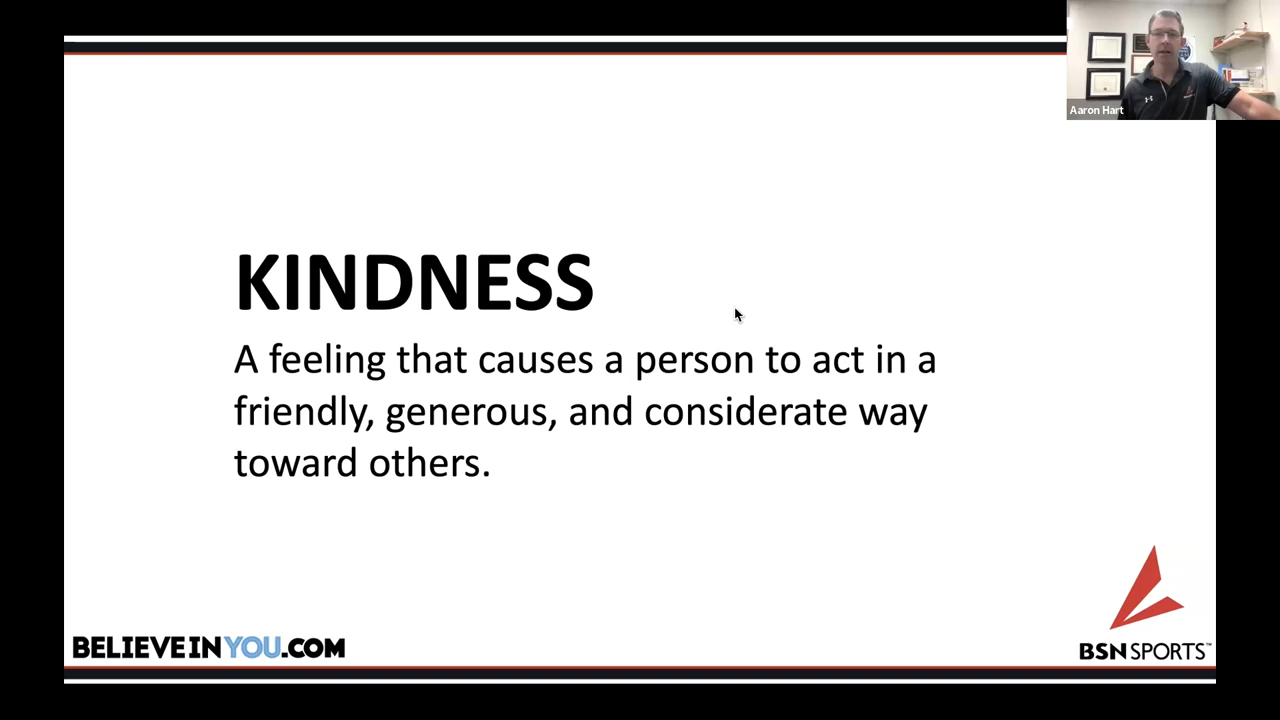 Aaron Hart
KINDNESS
A feeling that causes a person to act in a
friendly, generous, and considerate way
toward others.
BELIEVEINYOU.COM
BSN SPORTS™